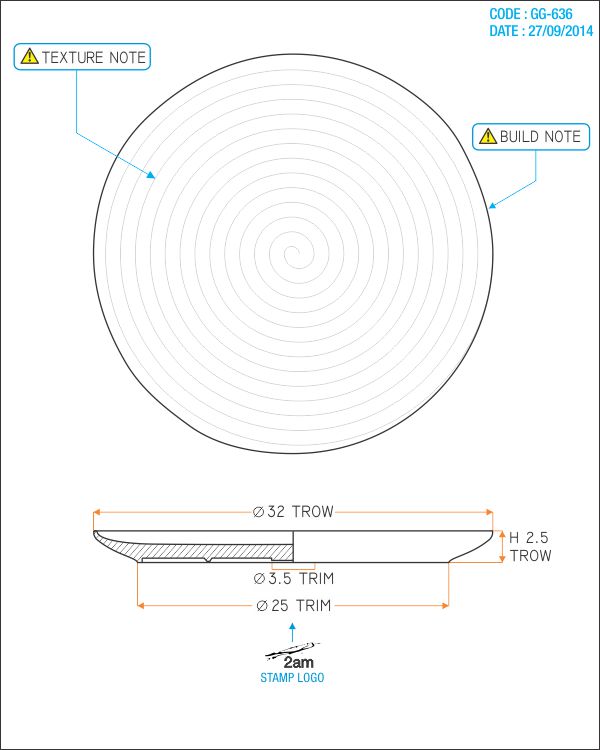 CODE : GG-636
DATE : 27/09/2014
TEXTURE NOTE
BUILD NOTE
Ø 32 TROW
H 2.5
TROW
Ø 3.5 TRIM
Ø 25 TRIM
2am
STAMP LOGO